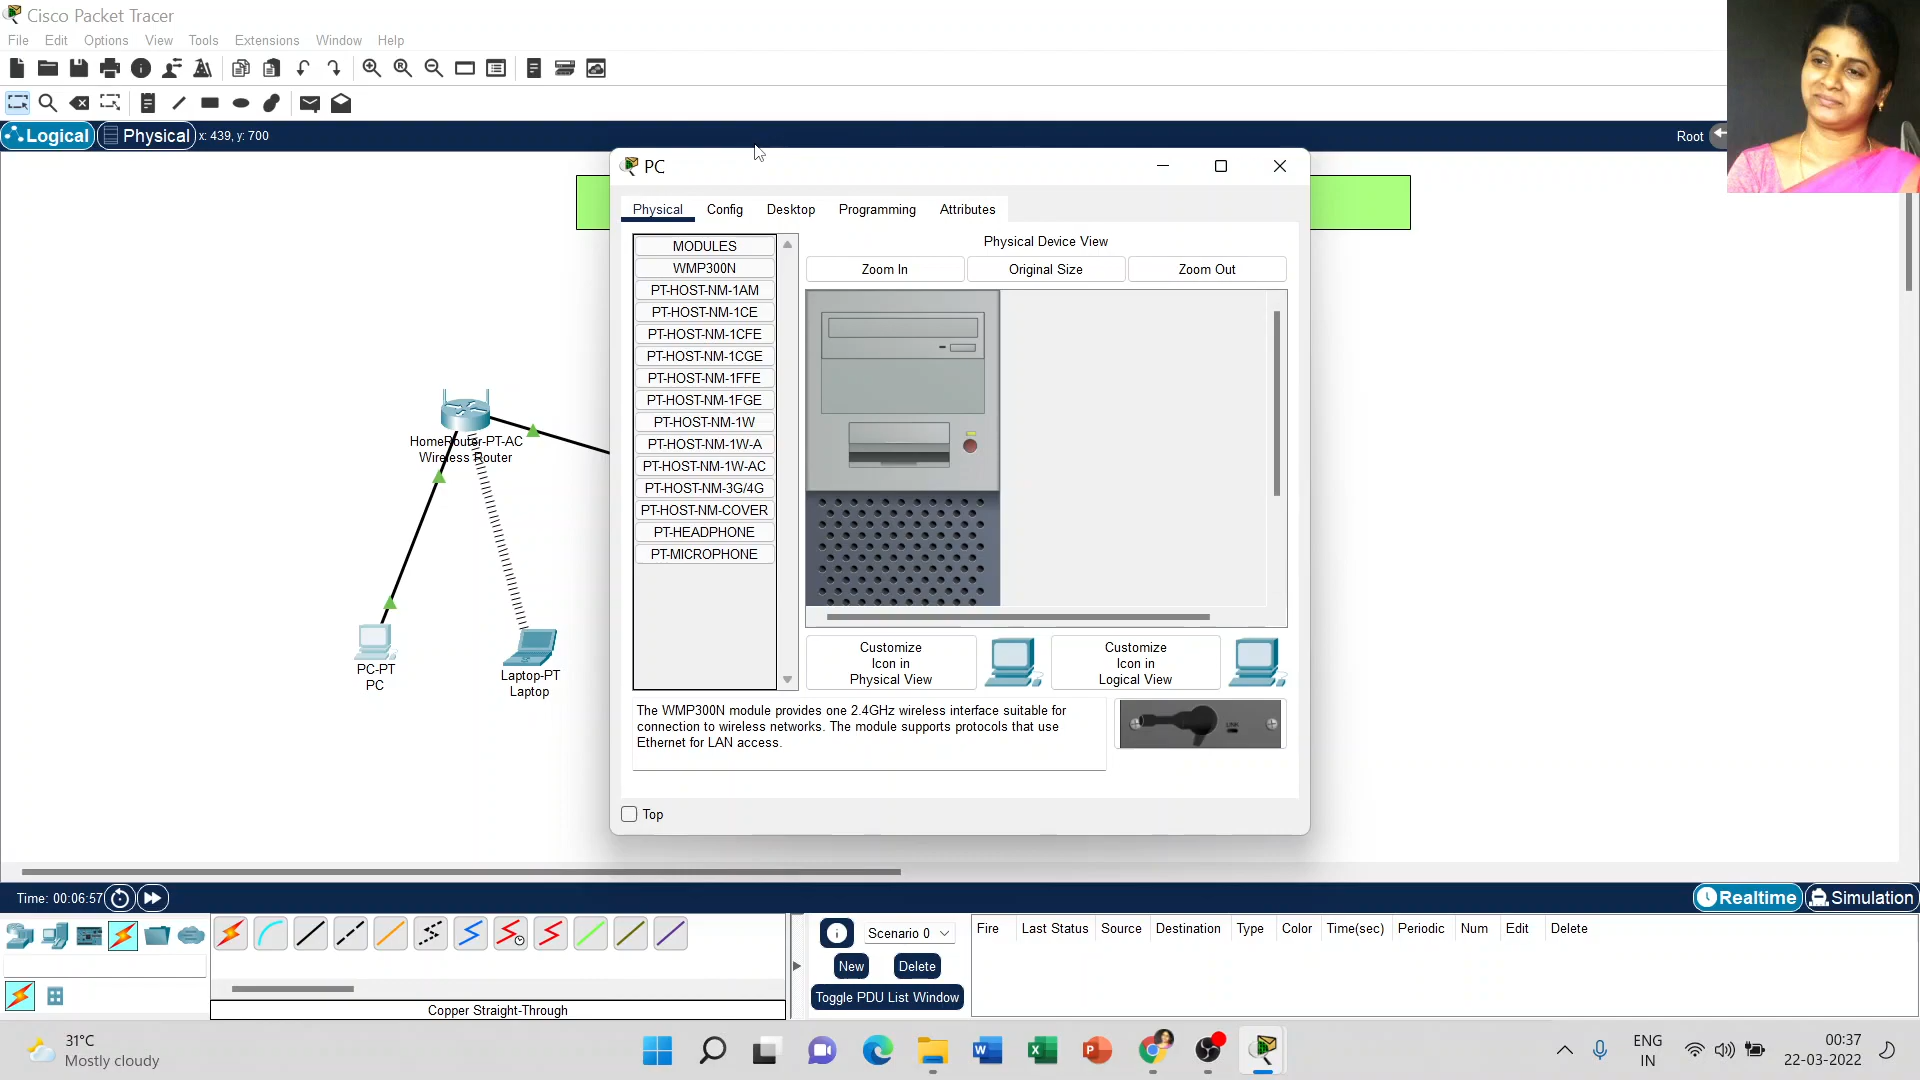 Cisco Packet Tracer
File Edit Options View Tools Extensions Window Help
Logical Physical x: 439, y: 700 Root
PC
Physical Config Desktop Programming Attributes
MODULES
WMP300N
PT-HOST-NM-1AM
PT-HOST-NM-1CE
PT-HOST-NM-1CFE
PT-HOST-NM-1CGE
PT-HOST-NM-1FFE
PT-HOST-NM-1FGE
PT-HOST-NM-1W
PT-HOST-NM-1W-A
PT-HOST-NM-1W-AC
PT-HOST-NM-3G/4G
PT-HOST-NM-COVER
PT-HEADPHONE
PT-MICROPHONE
Physical Device View
Zoom In Original Size Zoom Out
Customize
Icon in
Physical View
Customize
Icon in
Logical View
The WMP300N module provides one 2.4GHz wireless interface suitable for
connection to wireless networks. The module supports protocols that use
Ethernet for LAN access.
LINK
Top
HomeRouter-PT-AC
Wireless Router
PC-PT
PC
Laptop-PT
Laptop
Time: 00:06:57
Realtime Simulation
Scenario 0
New Delete
Toggle PDU List Window
Fire Last Status Source Destination Type Color Time(sec) Periodic Num Edit Delete
Copper Straight-Through
31°C
Mostly cloudy
ENG
IN
00:37
22-03-2022